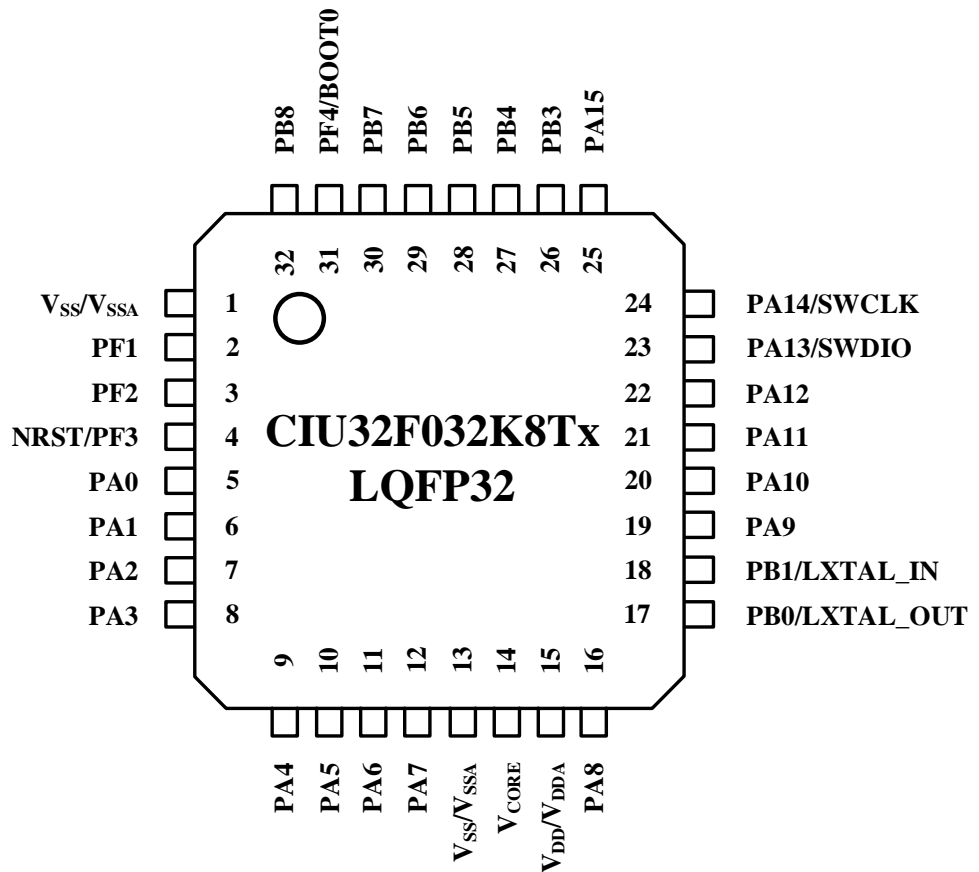 PB8
PF4/BOOT0
PB7
PB6
PB5
PB4
PB3
PA15
32
31
30
29
28
27
26
25
VSS/VSSA 1
PF1 2
PF2 3
NRST/PF3 4
PA0 5
PA1 6
PA2 7
PA3 8
CIU32F032K8Tx
LQFP32
24 PA14/SWCLK
23 PA13/SWDIO
22 PA12
21 PA11
20 PA10
19 PA9
18 PB1/LXTAL_IN
17 PB0/LXTAL_OUT
9
10
11
12
13
14
15
16
PA4
PA5
PA6
PA7
VSS/VSSA
VCORE
VDD/VDDA
PA8